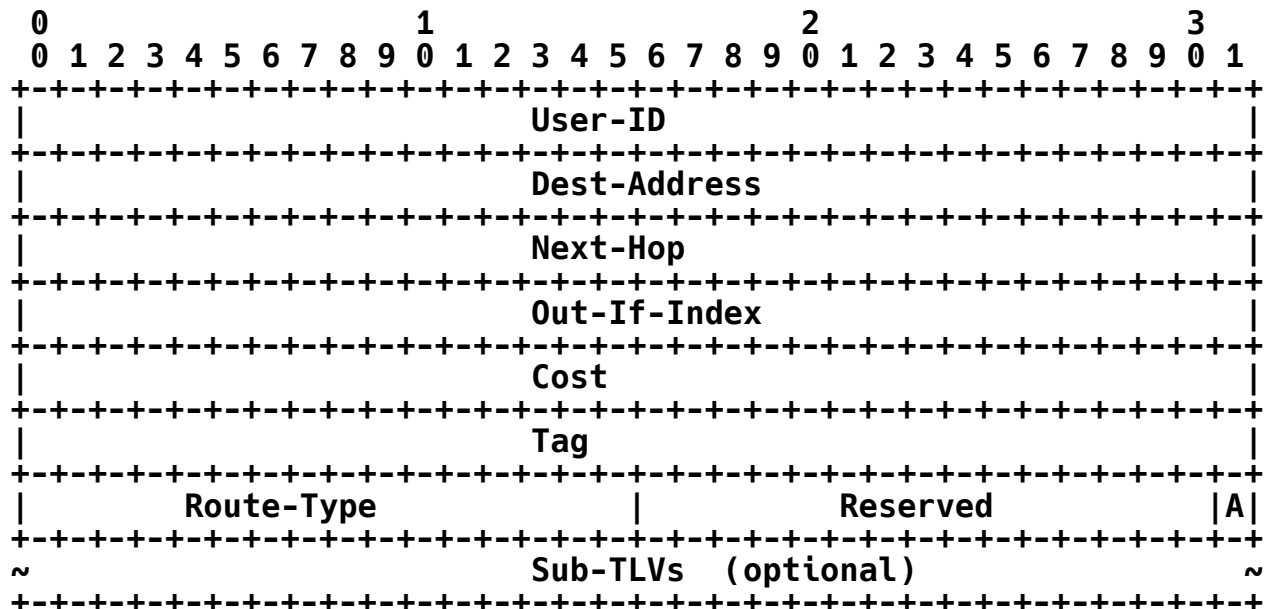 0                   1                   2                   3
 0 1 2 3 4 5 6 7 8 9 0 1 2 3 4 5 6 7 8 9 0 1 2 3 4 5 6 7 8 9 0 1
+-+-+-+-+-+-+-+-+-+-+-+-+-+-+-+-+-+-+-+-+-+-+-+-+-+-+-+-+-+-+-+-+
|                          User-ID                              |
+-+-+-+-+-+-+-+-+-+-+-+-+-+-+-+-+-+-+-+-+-+-+-+-+-+-+-+-+-+-+-+-+
|                          Dest-Address                         |
+-+-+-+-+-+-+-+-+-+-+-+-+-+-+-+-+-+-+-+-+-+-+-+-+-+-+-+-+-+-+-+-+
|                          Next-Hop                             |
+-+-+-+-+-+-+-+-+-+-+-+-+-+-+-+-+-+-+-+-+-+-+-+-+-+-+-+-+-+-+-+-+
|                          Out-If-Index                         |
+-+-+-+-+-+-+-+-+-+-+-+-+-+-+-+-+-+-+-+-+-+-+-+-+-+-+-+-+-+-+-+-+
|                          Cost                                 |
+-+-+-+-+-+-+-+-+-+-+-+-+-+-+-+-+-+-+-+-+-+-+-+-+-+-+-+-+-+-+-+-+
|                          Tag                                  |
+-+-+-+-+-+-+-+-+-+-+-+-+-+-+-+-+-+-+-+-+-+-+-+-+-+-+-+-+-+-+-+-+
|        Route-Type             |          Reserved           |A|
+-+-+-+-+-+-+-+-+-+-+-+-+-+-+-+-+-+-+-+-+-+-+-+-+-+-+-+-+-+-+-+-+
~                          Sub-TLVs  (optional)                 ~
+-+-+-+-+-+-+-+-+-+-+-+-+-+-+-+-+-+-+-+-+-+-+-+-+-+-+-+-+-+-+-+-+